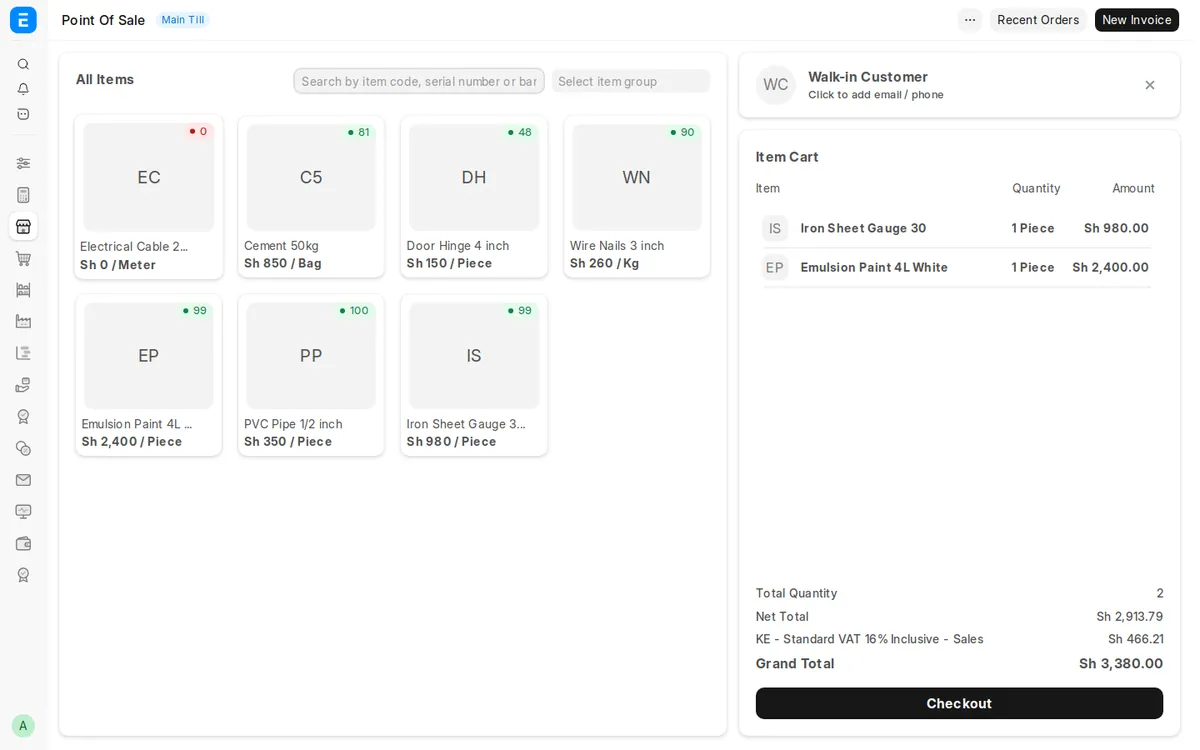 E
Point Of Sale
Main Till
...
Recent Orders
New Invoice
All Items
Search by item code, serial number or bar
Select item group
0
EC
Electrical Cable 2...
Sh 0 / Meter
81
C5
Cement 50kg
Sh 850 / Bag
48
DH
Door Hinge 4 inch
Sh 150 / Piece
90
WN
Wire Nails 3 inch
Sh 260 / Kg
99
EP
Emulsion Paint 4L ...
Sh 2,400 / Piece
100
PP
PVC Pipe 1/2 inch
Sh 350 / Piece
99
IS
Iron Sheet Gauge 3...
Sh 980 / Piece
WC
Walk-in Customer
Click to add email / phone
Item Cart
Item Quantity Amount
IS Iron Sheet Gauge 30 1 Piece Sh 980.00
EP Emulsion Paint 4L White 1 Piece Sh 2,400.00
Total Quantity 2
Net Total Sh 2,913.79
KE - Standard VAT 16% Inclusive - Sales Sh 466.21
Grand Total Sh 3,380.00
Checkout
A